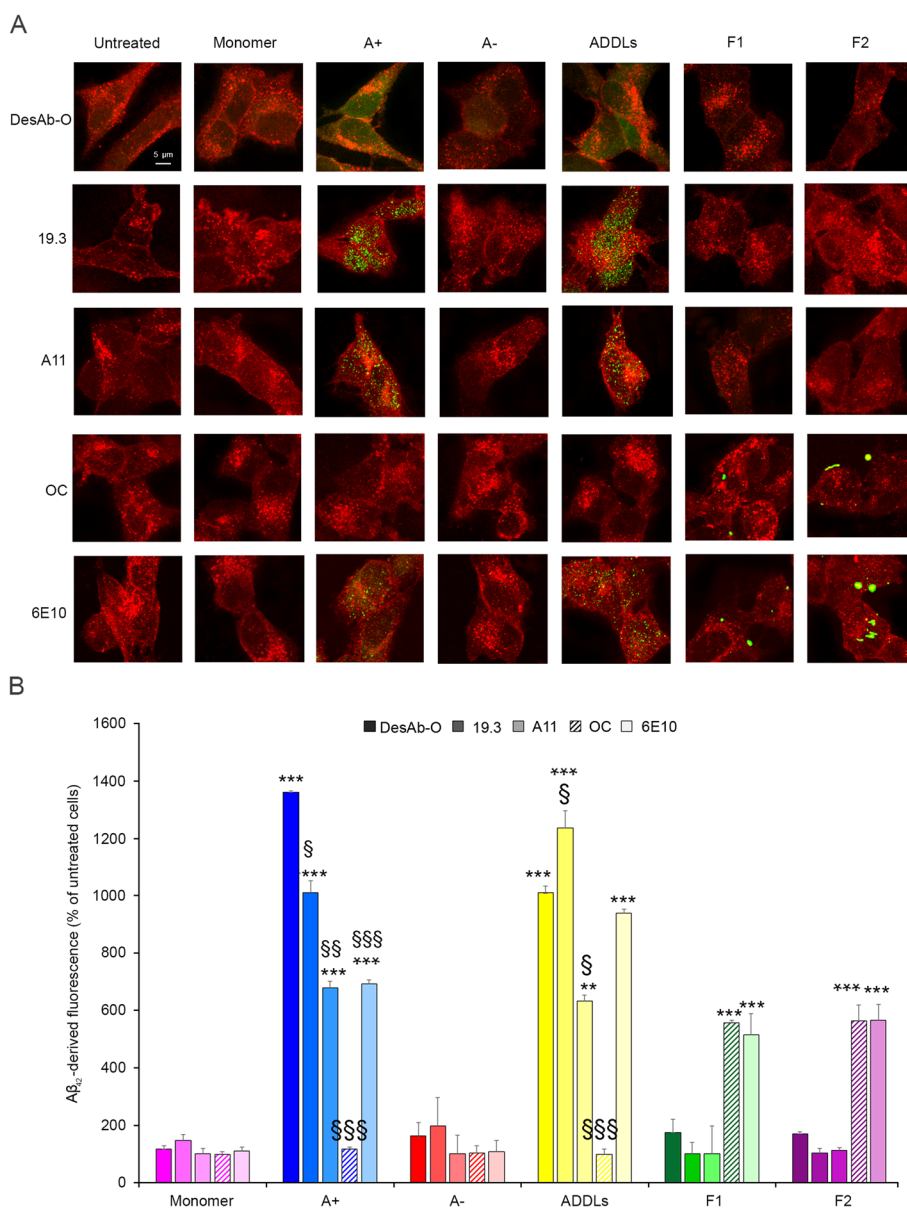 A
Untreated Monomer A+ A- ADDLs F1 F2
DesAb-O
5 µm
19.3
A11
OC
6E10
B
Aβ42-derived fluorescence (% of untreated cells)
1600
1400
1200
1000
800
600
400
200
0
DesAb-O 19.3 A11 OC 6E10
***
§
***
§§
***
§§§
§§§
***
***
***
§
§
**
§§§
***
***
***
***
***
Monomer A+ A- ADDLs F1 F2